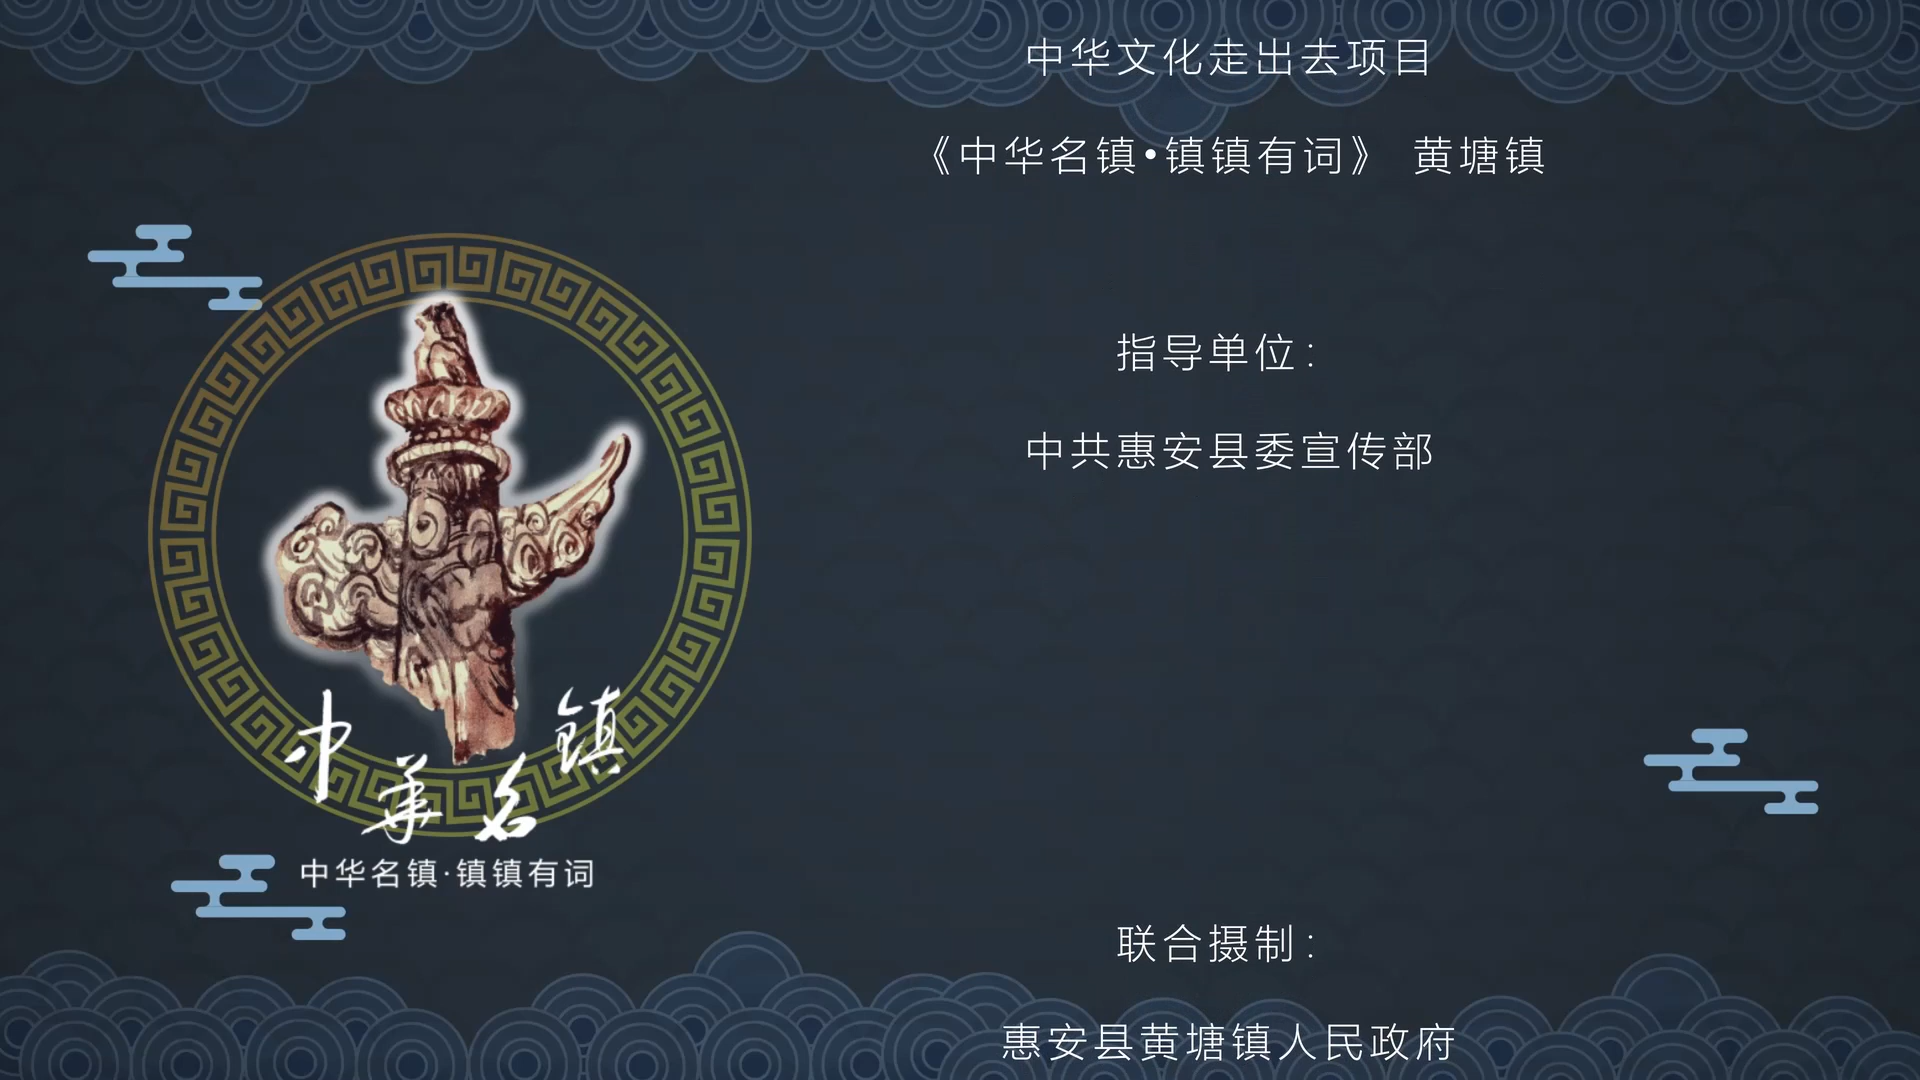 中华文化走出去项目
《中华名镇•镇镇有词》 黄塘镇
指导单位:
中共惠安县委宣传部
中華名镇
中华名镇·镇镇有词
联合摄制:
惠安县黄塘镇人民政府